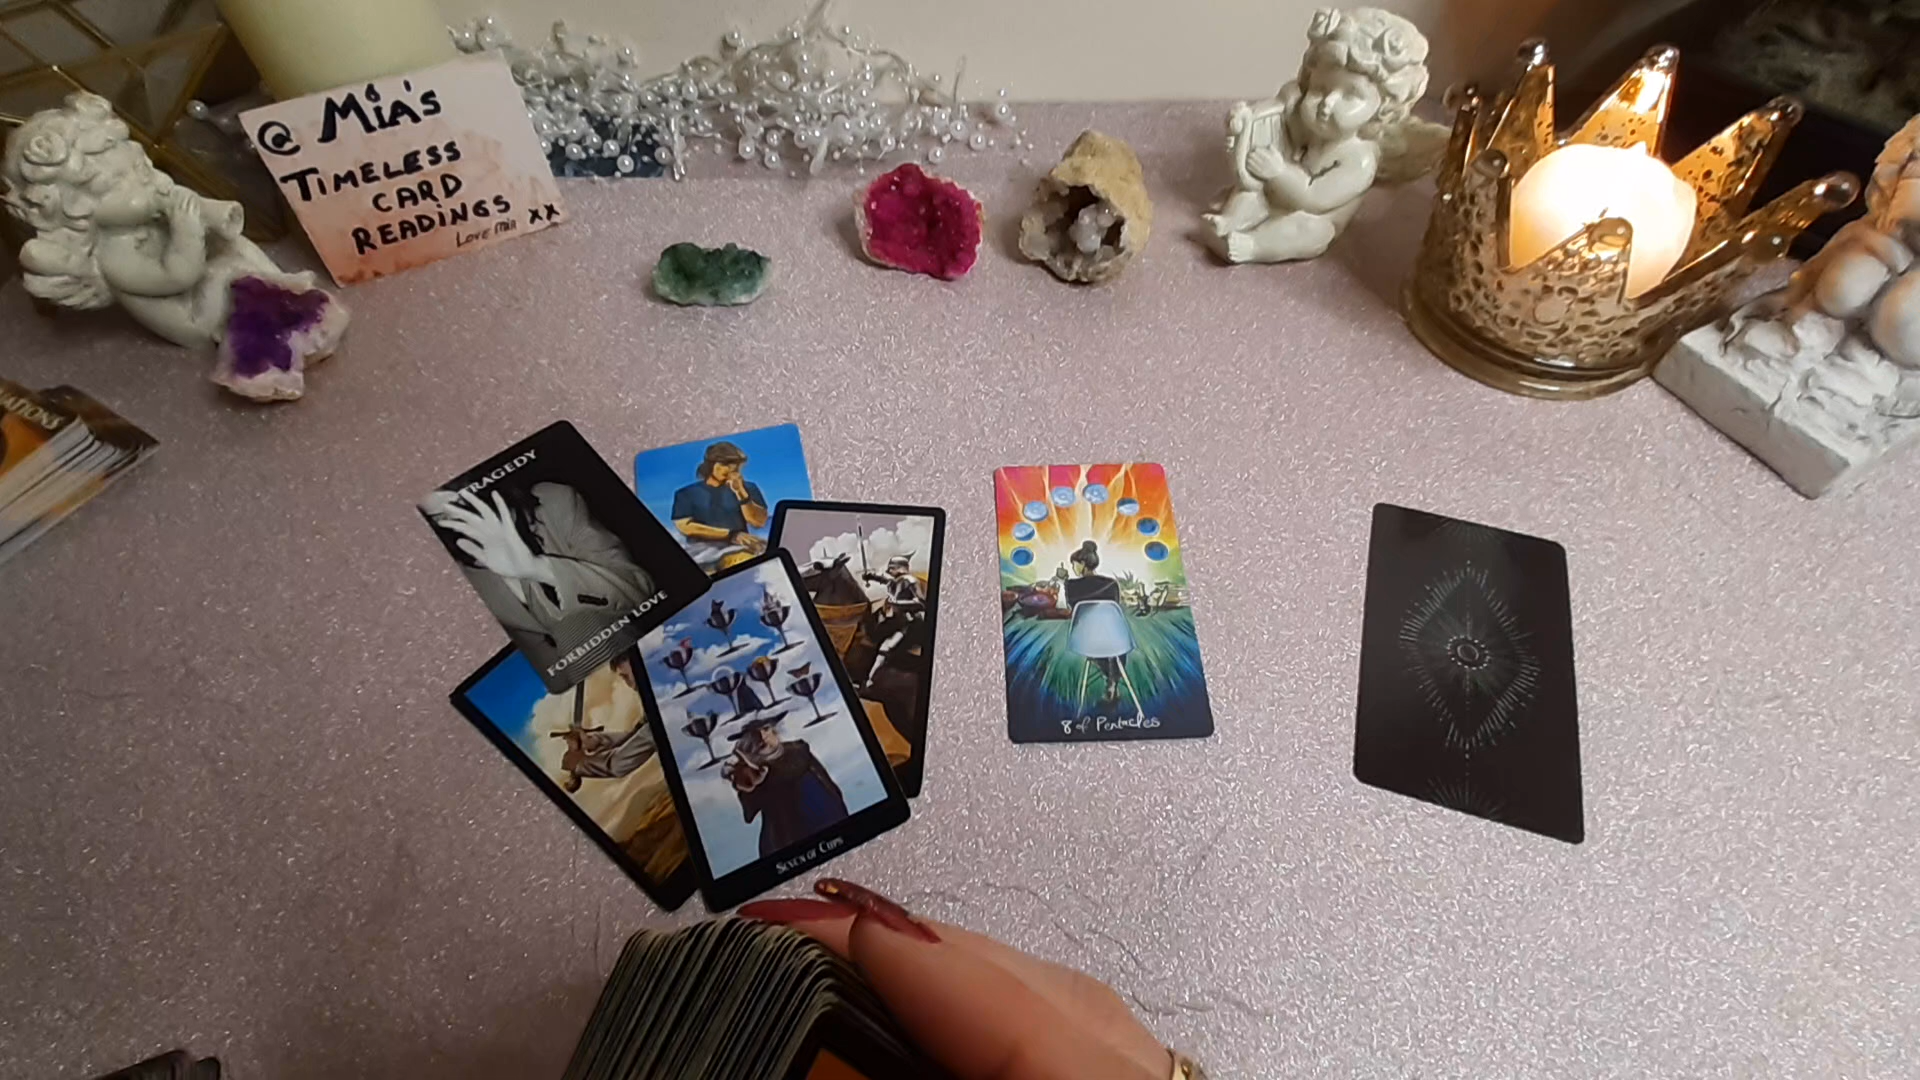 @ Mia's
TIMELESS
CARD
READINGS xx
LOVE MIA
TRAGEDY
FORBIDDEN LOVE
SEVEN OF CUPS
8 of Pentacles